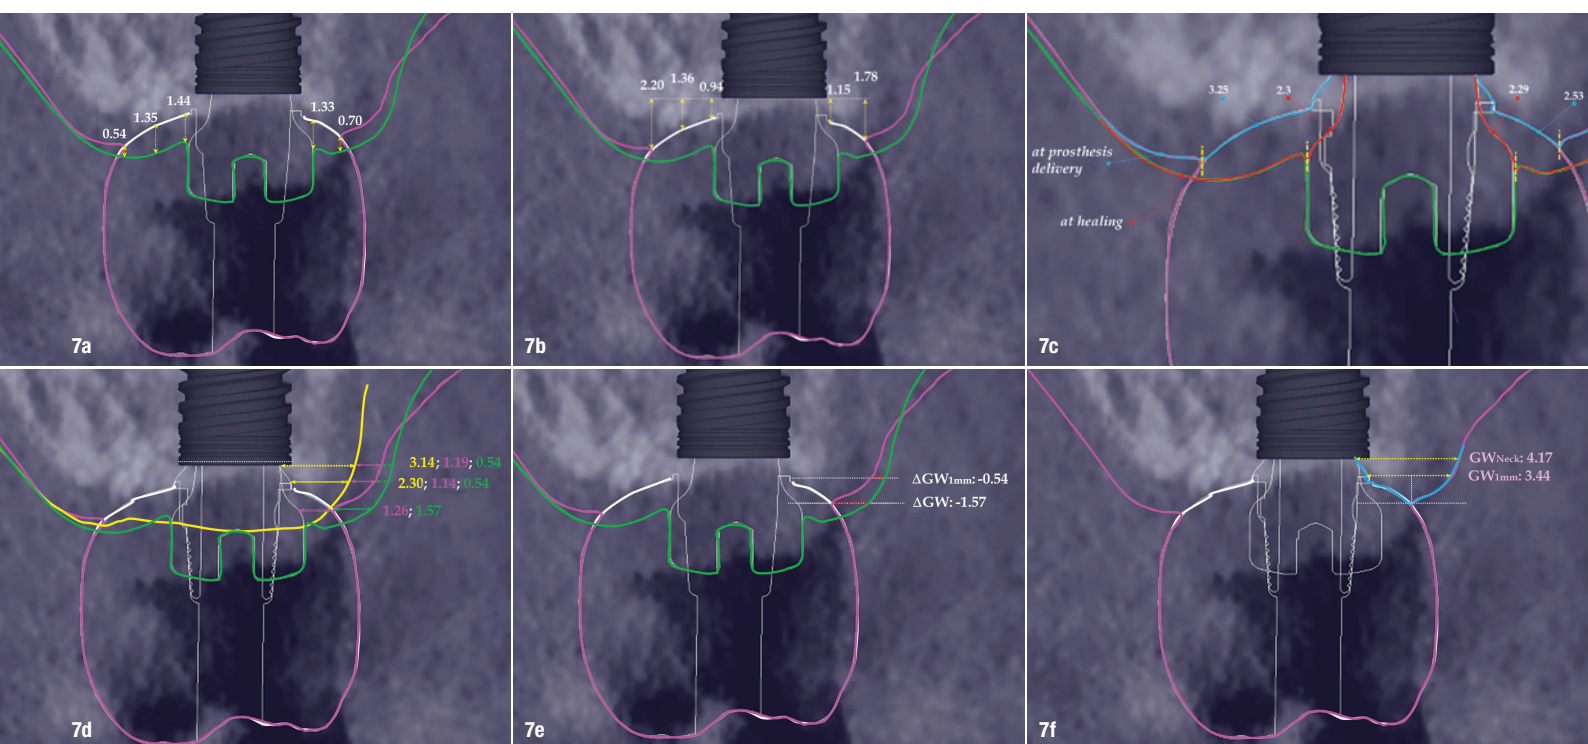 0.54
1.35
1.44
1.33
0.70
7a
2.20
1.36
0.94
1.15
1.78
7b
3.25
2.3
2.29
2.53
at prosthesis
delivery
at healing
7c
3.14; 1.19; 0.54
2.30; 1.14; 0.54
1.26; 1.57
7d
ΔGW1mm: -0.54
ΔGW: -1.57
7e
GWNeck: 4.17
GW1mm: 3.44
7f